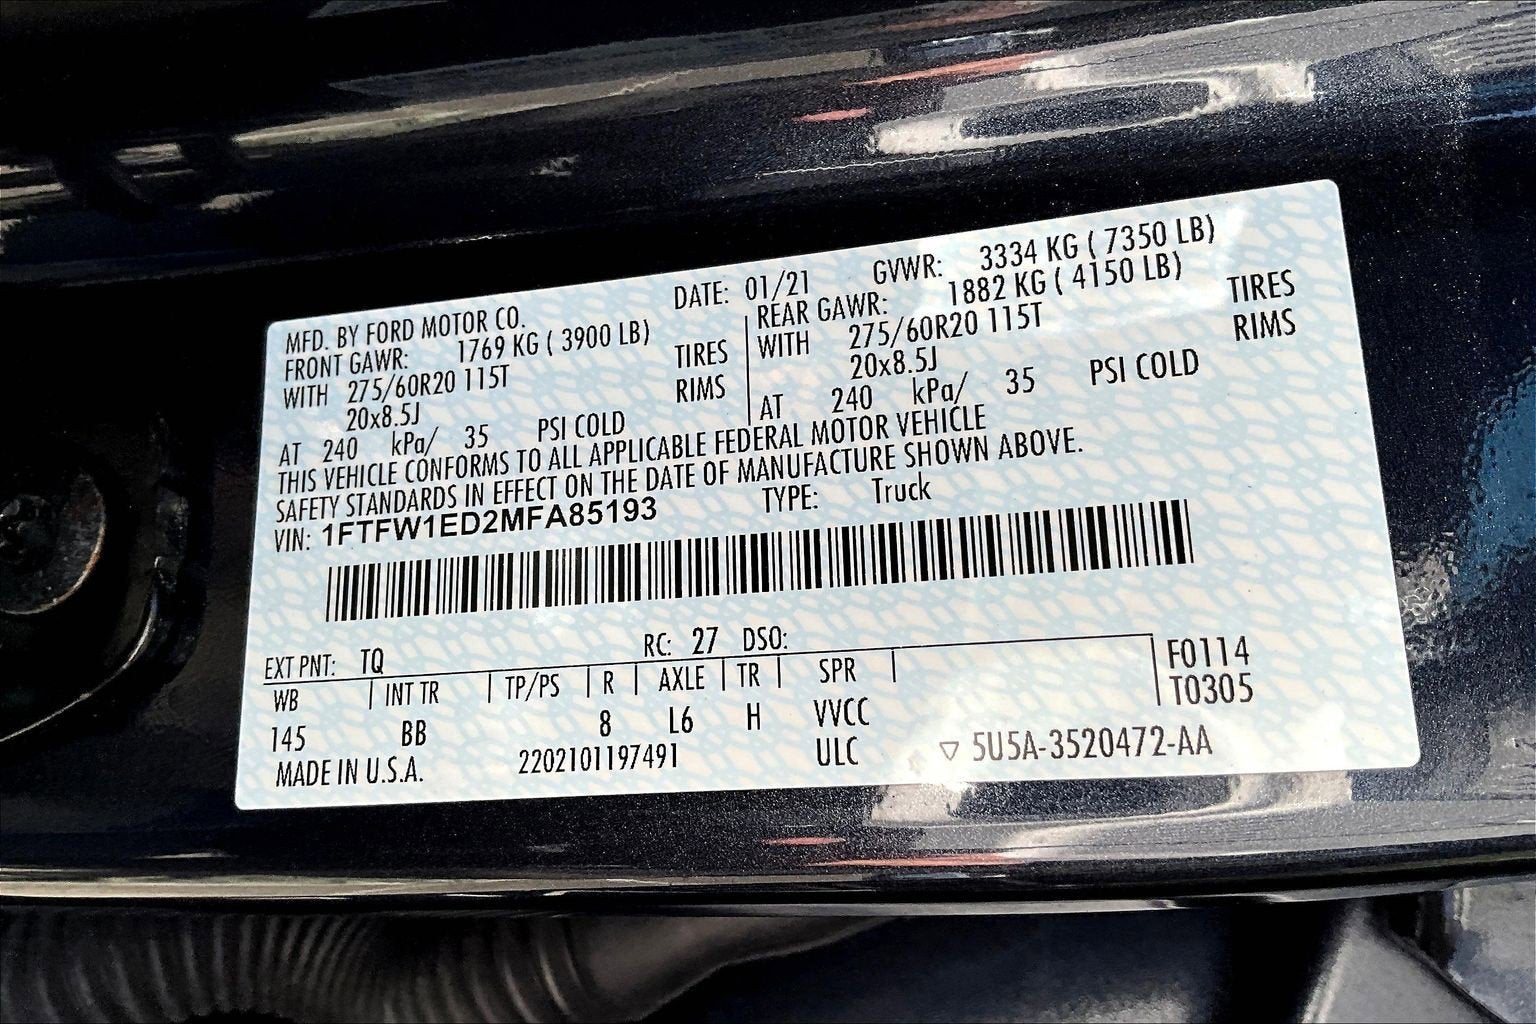 MFD. BY FORD MOTOR CO. DATE: 01/21 GVWR: 3334 KG ( 7350 LB)
FRONT GAWR: 1769 KG ( 3900 LB)
WITH 275/60R20 115T TIRES
20x8.5J RIMS
AT 240 kPa/ 35 PSI COLD
REAR GAWR: 1882 KG ( 4150 LB)
WITH 275/60R20 115T TIRES
20x8.5J RIMS
AT 240 kPa/ 35 PSI COLD
THIS VEHICLE CONFORMS TO ALL APPLICABLE FEDERAL MOTOR VEHICLE
SAFETY STANDARDS IN EFFECT ON THE DATE OF MANUFACTURE SHOWN ABOVE.
VIN: 1FTFW1ED2MFA85193 TYPE: Truck
EXT PNT: TQ RC: 27 DSO:
WB INT TR TP/PS R AXLE TR SPR F0114
145 BB 8 L6 H VVCC T0305
MADE IN U.S.A. 2202101197491 ULC ▽ 5U5A-3520472-AA